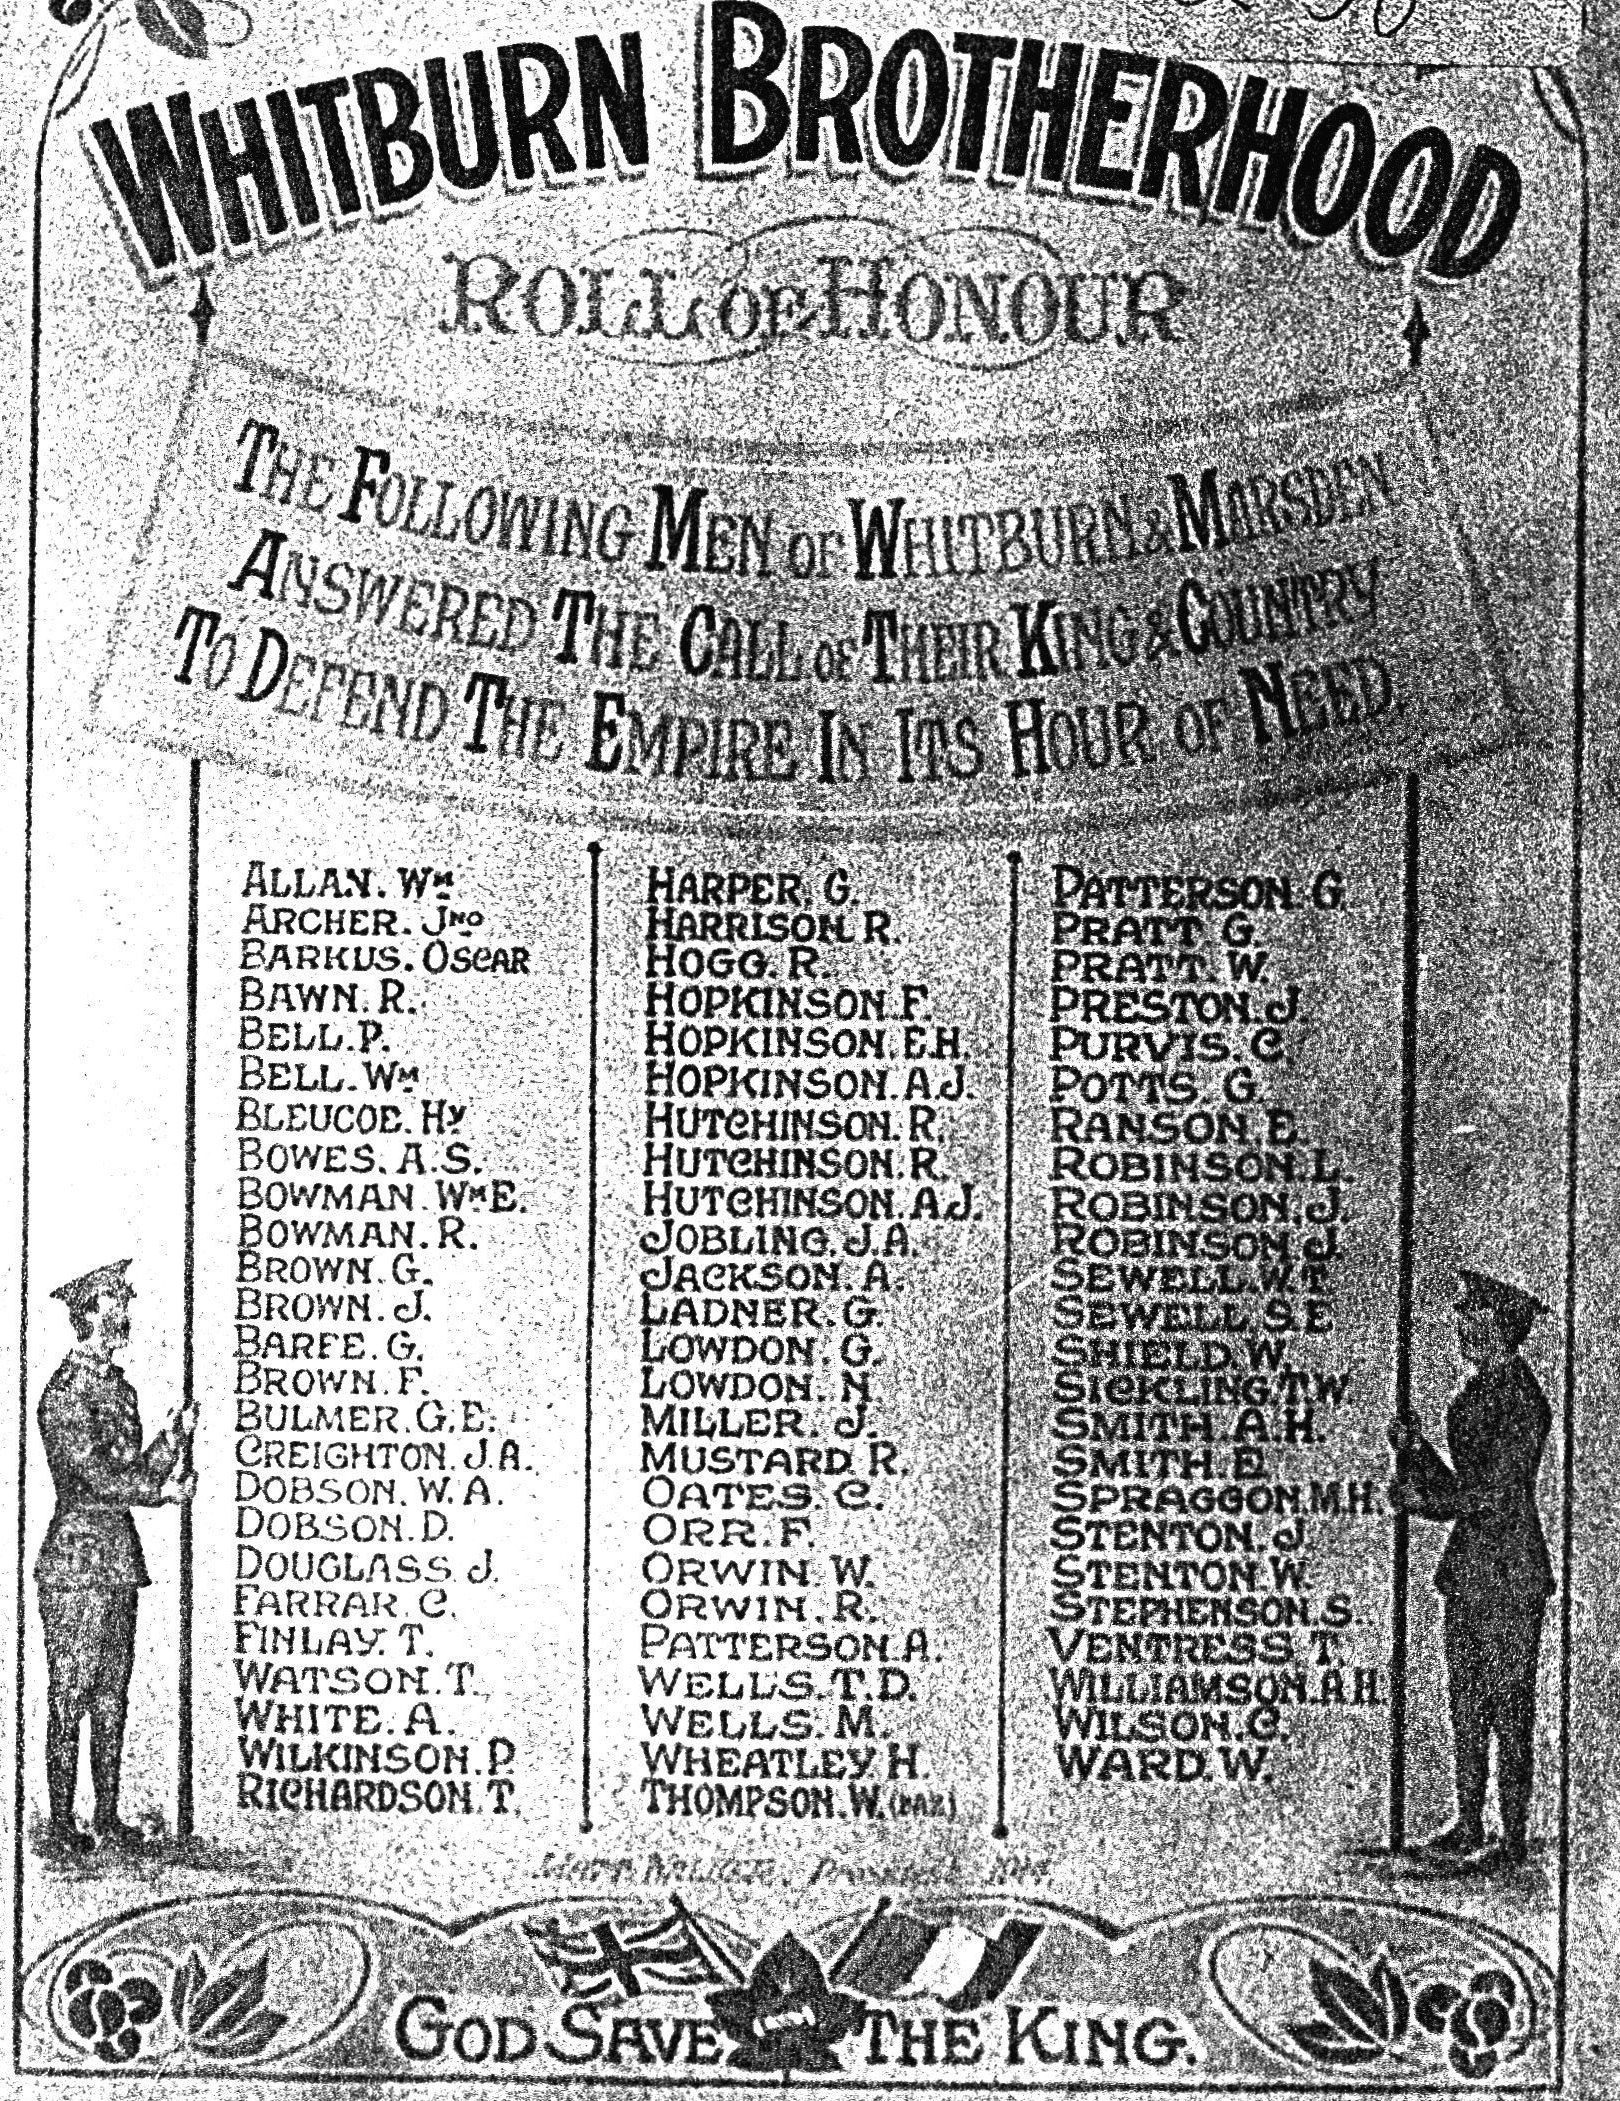 WHITBURN BROTHERHOOD
ROLL OF HONOUR
THE FOLLOWING MEN OF WHITBURN & MARSDEN
ANSWERED THE CALL OF THEIR KING & COUNTRY
TO DEFEND THE EMPIRE IN ITS HOUR OF NEED.
ALLAN. WM
ARCHER. JNO
BARKUS. OSCAR
BAWN. R.
BELL. P.
BELL. WM
BLEUCOE. HY
BOWES. A.S.
BOWMAN. WM E.
BOWMAN. R.
BROWN. G.
BROWN. J.
BARFE. G.
BROWN. F.
BULMER. G.E.
CREIGHTON. J.A.
DOBSON. W.A.
DOBSON. D.
DOUGLASS. J.
FARRAR. C.
FINLAY. T.
WATSON. T.
WHITE. A.
WILKINSON. P.
RICHARDSON. T.
HARPER. G.
HARRISON. R.
HOGG. R.
HOPKINSON. F.
HOPKINSON. E.H.
HOPKINSON. A.J.
HUTCHINSON. R.
HUTCHINSON. R.
HUTCHINSON. A.J.
JOBLING. J.A.
JACKSON. A.
LADNER. G.
LOWDON. G.
LOWDON. N.
MILLER. J.
MUSTARD. R.
OATES. C.
ORR. F.
ORWIN. W.
ORWIN. R.
PATTERSON. A.
WELLS. T.D.
WELLS. M.
WHEATLEY. H.
THOMPSON. W.
PATTERSON. G.
PRATT. G.
PRATT. W.
PRESTON. J.
PURVIS. C.
POTTS. G.
RANSON. E.
ROBINSON. L.
ROBINSON. J.
ROBINSON. J.
SEWELL. W.T.
SEWELL. S.E
SHIELD. W.
SICKLING. T.W.
SMITH. A.H.
SMITH. E
SPRAGGON. M.H.
STENTON. J.
STENTON. W.
STEPHENSON. S.
VENTRESS. T.
WILLIAMSON. A.H.
WILSON. C.
WARD. W.
GOD SAVE THE KING.